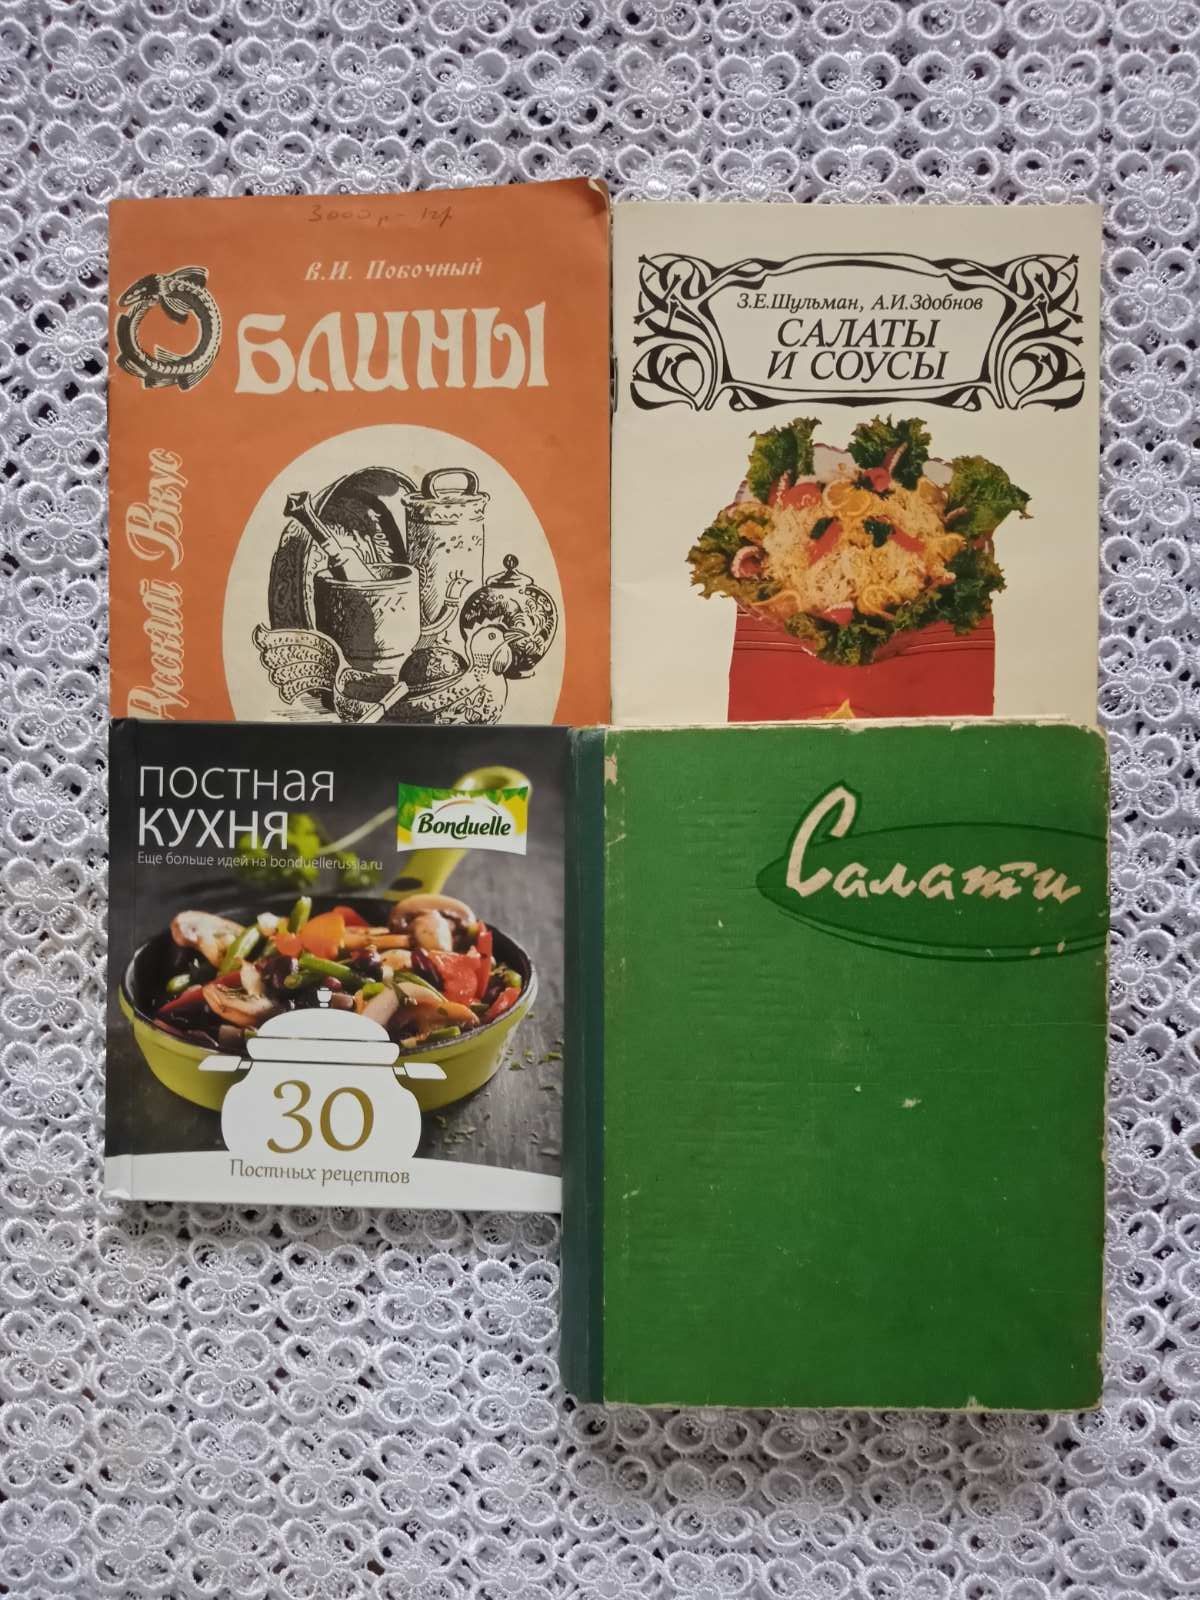 3000р - 1гр
В.И. Побочный
БЛИНЫ
Русский Вкус
З.Е.Шульман, А.И.Здобнов
САЛАТЫ
И СОУСЫ
постная
КУХНЯ
Еще больше идей на bonduellerussia.ru
Bonduelle
30
Постных рецептов
Салати